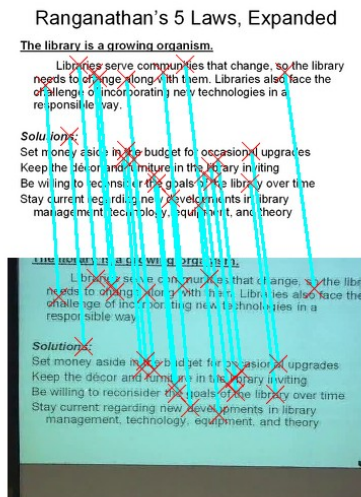 Ranganathan's 5 Laws, Expanded
The library is a growing organism.
Libraries serve communities that change, so the library
needs to change along with them. Libraries also face the
challenge of incorporating new technologies in a
responsible way.
Solutions:
Set money aside in the budget for occasional upgrades
Keep the décor and furniture in the library inviting
Be willing to reconsider the goals of the library over time
Stay current regarding new developments in library
management, technology, equipment, and theory
The library is a growing organism.
Libraries serve communities that change, so the libr
needs to change along with them. Libraries also face the
challenge of incorporating new technologies in a
responsible way
Solutions:
Set money aside in the budget for occasional upgrades
Keep the décor and furniture in the library inviting
Be willing to reconsider the goals of the library over time
Stay current regarding new developments in library
management, technology, equipment, and theory